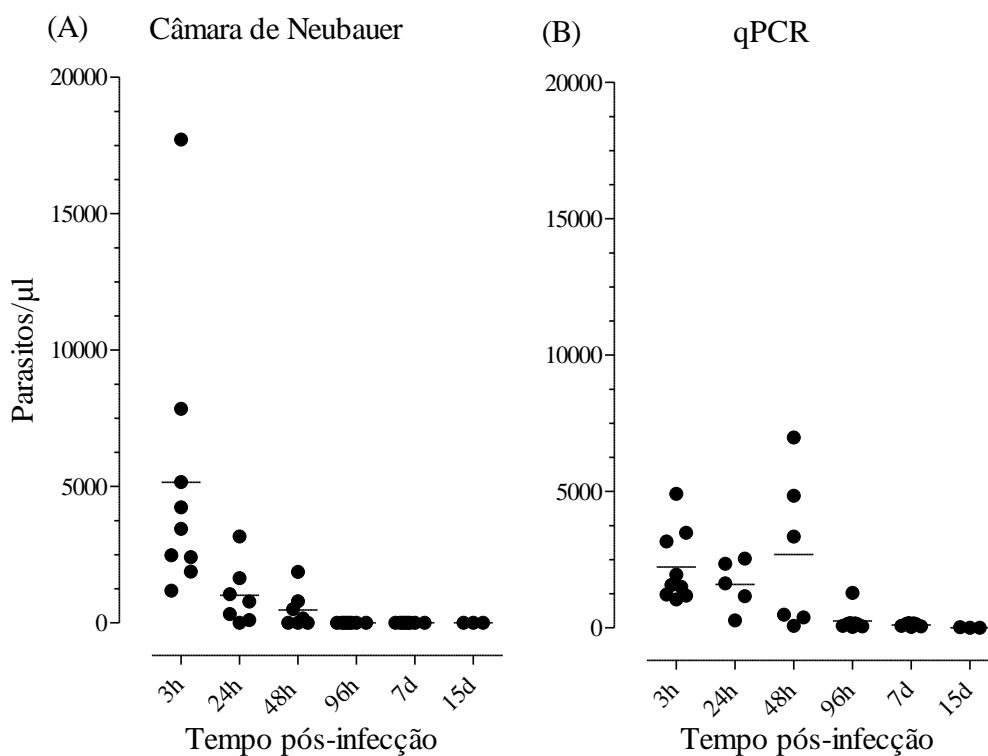 (A) Câmara de Neubauer
Parasitos/µl
20000
15000
10000
5000
0
3h
24h
48h
96h
7d
15d
Tempo pós-infecção
(B) qPCR
20000
15000
10000
5000
0
3h
24h
48h
96h
7d
15d
Tempo pós-infecção